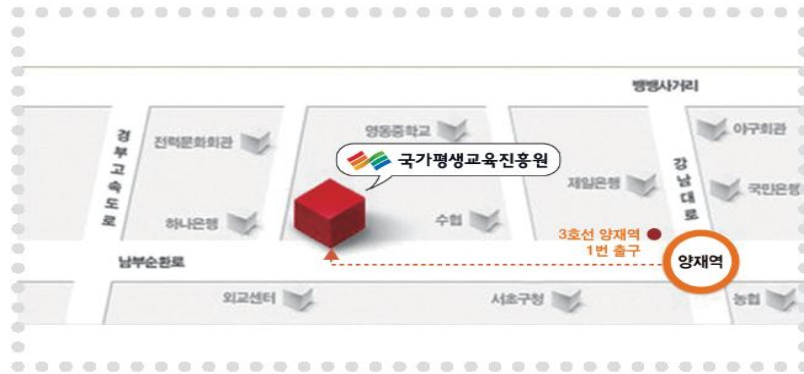 뱅뱅사거리
경부고속도로
전력문화회관
영동중학교
야구회관
국가평생교육진흥원
강남대로
제일은행
국민은행
하나은행
수협
3호선 양재역
1번 출구
양재역
남부순환로
외교센터
서초구청
농협